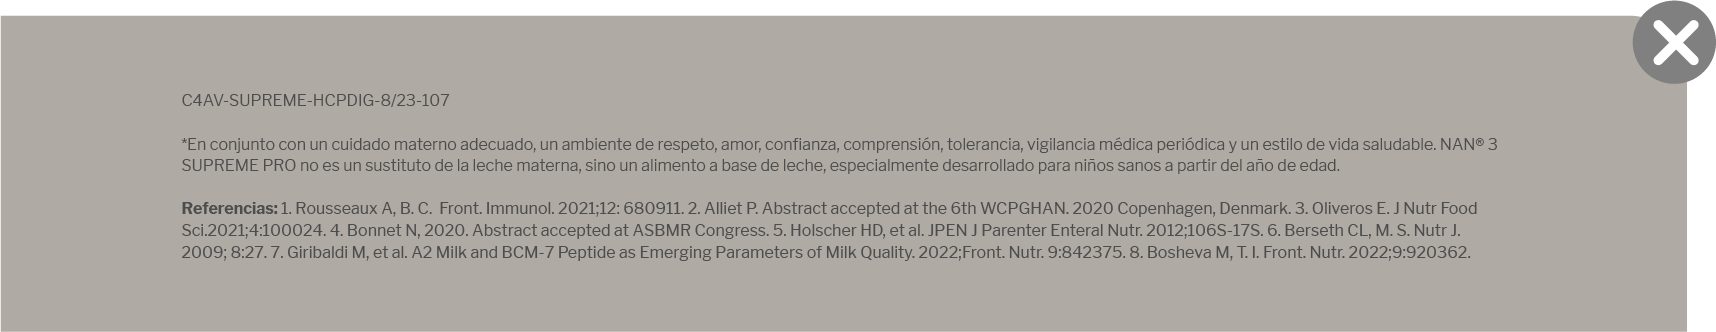 C4AV-SUPREME-HCPDIG-8/23-107
*En conjunto con un cuidado materno adecuado, un ambiente de respeto, amor, confianza, comprensión, tolerancia, vigilancia médica periódica y un estilo de vida saludable. NAN® 3
SUPREME PRO no es un sustituto de la leche materna, sino un alimento a base de leche, especialmente desarrollado para niños sanos a partir del año de edad.
Referencias: 1. Rousseaux A, B. C.  Front. Immunol. 2021;12: 680911. 2. Alliet P. Abstract accepted at the 6th WCPGHAN. 2020 Copenhagen, Denmark. 3. Oliveros E. J Nutr Food
Sci.2021;4:100024. 4. Bonnet N, 2020. Abstract accepted at ASBMR Congress. 5. Holscher HD, et al. JPEN J Parenter Enteral Nutr. 2012;106S-17S. 6. Berseth CL, M. S. Nutr J.
2009; 8:27. 7. Giribaldi M, et al. A2 Milk and BCM-7 Peptide as Emerging Parameters of Milk Quality. 2022;Front. Nutr. 9:842375. 8. Bosheva M, T. I. Front. Nutr. 2022;9:920362.